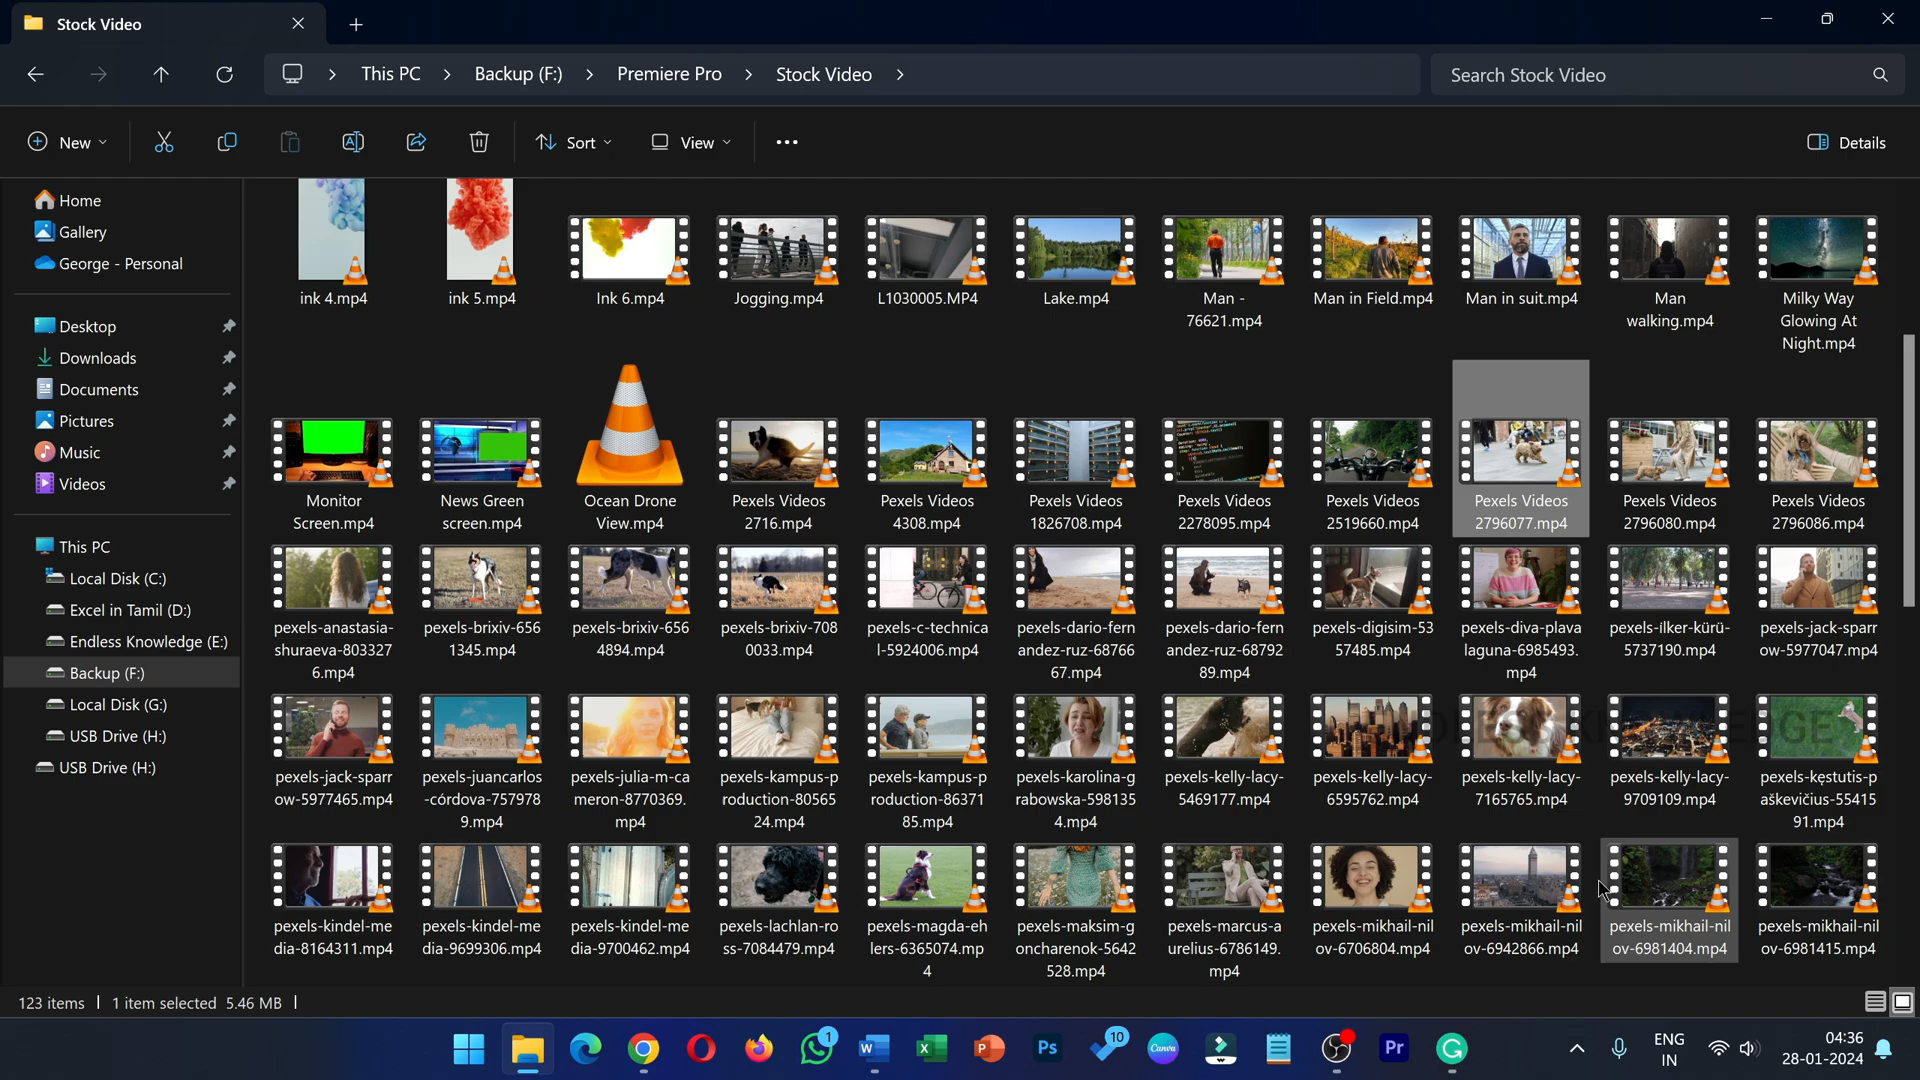 Stock Video
This PC > Backup (F:) > Premiere Pro > Stock Video >
Search Stock Video
New
Sort
View
Details
Home
Gallery
George - Personal
Desktop
Downloads
Documents
Pictures
Music
Videos
This PC
Local Disk (C:)
Excel in Tamil (D:)
Endless Knowledge (E:)
Backup (F:)
Local Disk (G:)
USB Drive (H:)
USB Drive (H:)
ink 4.mp4
ink 5.mp4
Ink 6.mp4
Jogging.mp4
L1030005.MP4
Lake.mp4
Man -
76621.mp4
Man in Field.mp4
Man in suit.mp4
Man
walking.mp4
Milky Way
Glowing At
Night.mp4
Monitor
Screen.mp4
News Green
screen.mp4
Ocean Drone
View.mp4
Pexels Videos
2716.mp4
Pexels Videos
4308.mp4
Pexels Videos
1826708.mp4
Pexels Videos
2278095.mp4
Pexels Videos
2519660.mp4
Pexels Videos
2796077.mp4
Pexels Videos
2796080.mp4
Pexels Videos
2796086.mp4
pexels-anastasia-
shuraeva-803327
6.mp4
pexels-brixiv-656
1345.mp4
pexels-brixiv-656
4894.mp4
pexels-brixiv-708
0033.mp4
pexels-c-technica
l-5924006.mp4
pexels-dario-fern
andez-ruz-68766
67.mp4
pexels-dario-fern
andez-ruz-68792
89.mp4
pexels-digisim-53
57485.mp4
pexels-diva-plava
laguna-6985493.
mp4
pexels-ilker-kürü-
5737190.mp4
pexels-jack-sparr
ow-5977047.mp4
pexels-jack-sparr
ow-5977465.mp4
pexels-juancarlos
-córdova-757978
9.mp4
pexels-julia-m-ca
meron-8770369.
mp4
pexels-kampus-p
roduction-80565
24.mp4
pexels-kampus-p
roduction-86371
85.mp4
pexels-karolina-g
rabowska-598135
4.mp4
pexels-kelly-lacy-
5469177.mp4
pexels-kelly-lacy-
6595762.mp4
pexels-kelly-lacy-
7165765.mp4
pexels-kelly-lacy-
9709109.mp4
pexels-kęstutis-p
aškevičius-55415
91.mp4
pexels-kindel-me
dia-8164311.mp4
pexels-kindel-me
dia-9699306.mp4
pexels-kindel-me
dia-9700462.mp4
pexels-lachlan-ro
ss-7084479.mp4
pexels-magda-eh
lers-6365074.mp
4
pexels-maksim-g
oncharenok-5642
528.mp4
pexels-marcus-a
urelius-6786149.
mp4
pexels-mikhail-nil
ov-6706804.mp4
pexels-mikhail-nil
ov-6942866.mp4
pexels-mikhail-nil
ov-6981404.mp4
pexels-mikhail-nil
ov-6981415.mp4
123 items
1 item selected 5.46 MB
1
10
Ps
Canva
Pr
ENG
IN
04:36
28-01-2024